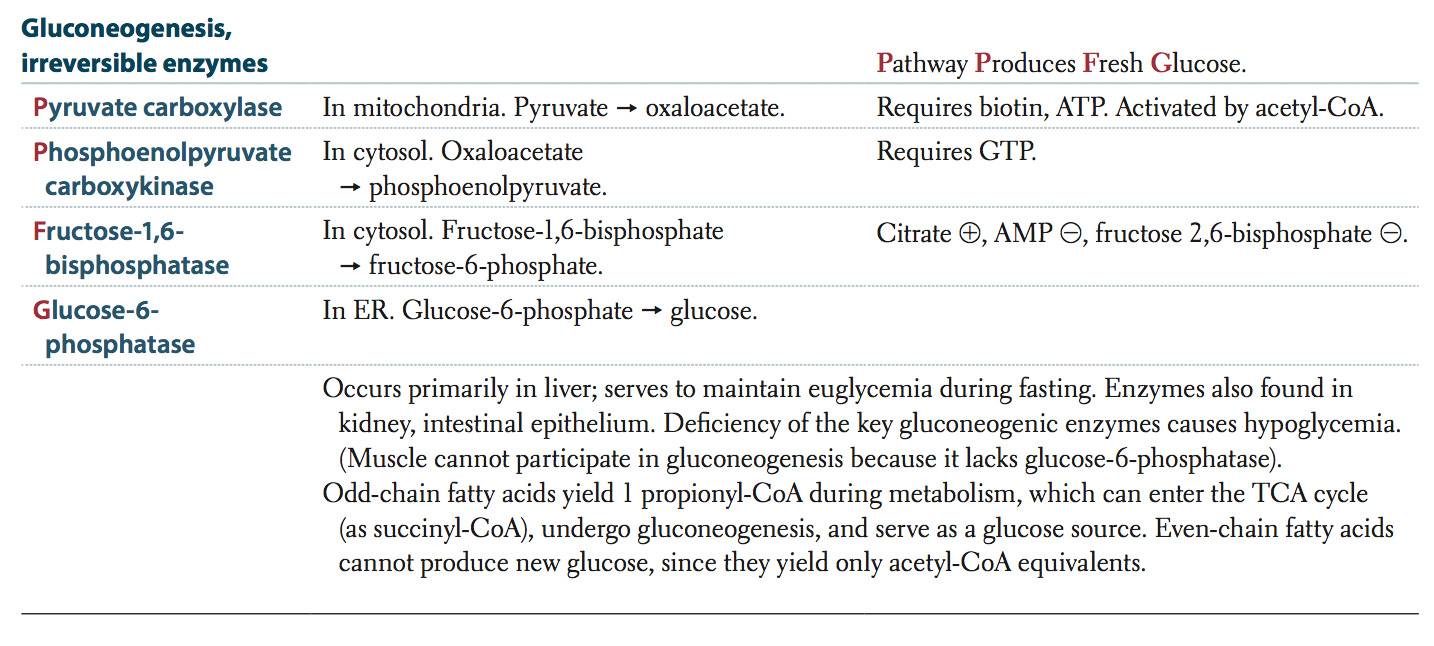 Gluconeogenesis,
irreversible enzymes
Pathway Produces Fresh Glucose.
Pyruvate carboxylase
In mitochondria. Pyruvate → oxaloacetate.
Requires biotin, ATP. Activated by acetyl-CoA.
Phosphoenolpyruvate
carboxykinase
In cytosol. Oxaloacetate
→ phosphoenolpyruvate.
Requires GTP.
Fructose-1,6-
bisphosphatase
In cytosol. Fructose-1,6-bisphosphate
→ fructose-6-phosphate.
Citrate ⊕, AMP ⊖, fructose 2,6-bisphosphate ⊖.
Glucose-6-
phosphatase
In ER. Glucose-6-phosphate → glucose.
Occurs primarily in liver; serves to maintain euglycemia during fasting. Enzymes also found in
kidney, intestinal epithelium. Deficiency of the key gluconeogenic enzymes causes hypoglycemia.
(Muscle cannot participate in gluconeogenesis because it lacks glucose-6-phosphatase).
Odd-chain fatty acids yield 1 propionyl-CoA during metabolism, which can enter the TCA cycle
(as succinyl-CoA), undergo gluconeogenesis, and serve as a glucose source. Even-chain fatty acids
cannot produce new glucose, since they yield only acetyl-CoA equivalents.